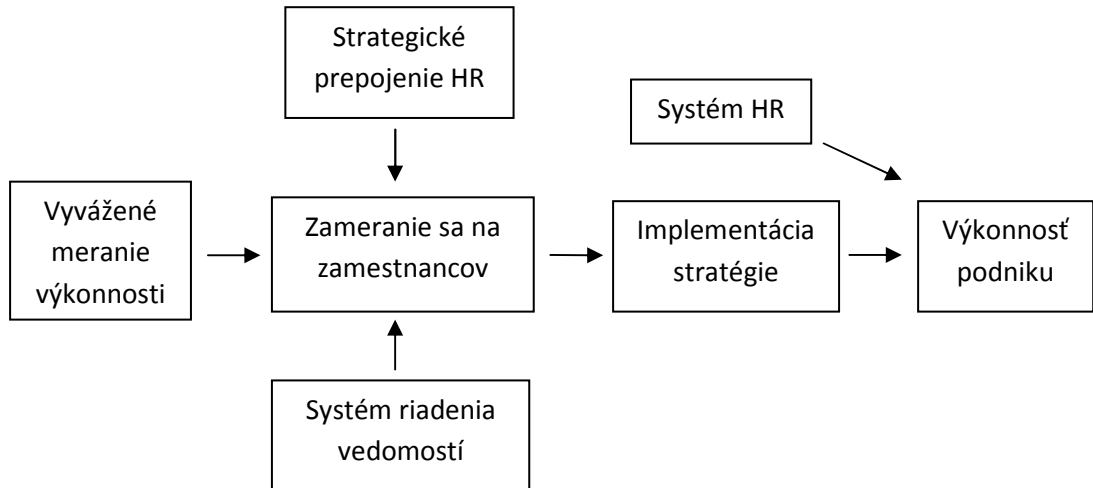 Strategické
prepojenie HR
Systém HR
Vyvážené
meranie
výkonnosti
Zameranie sa na
zamestnancov
Implementácia
stratégie
Výkonnosť
podniku
Systém riadenia
vedomostí